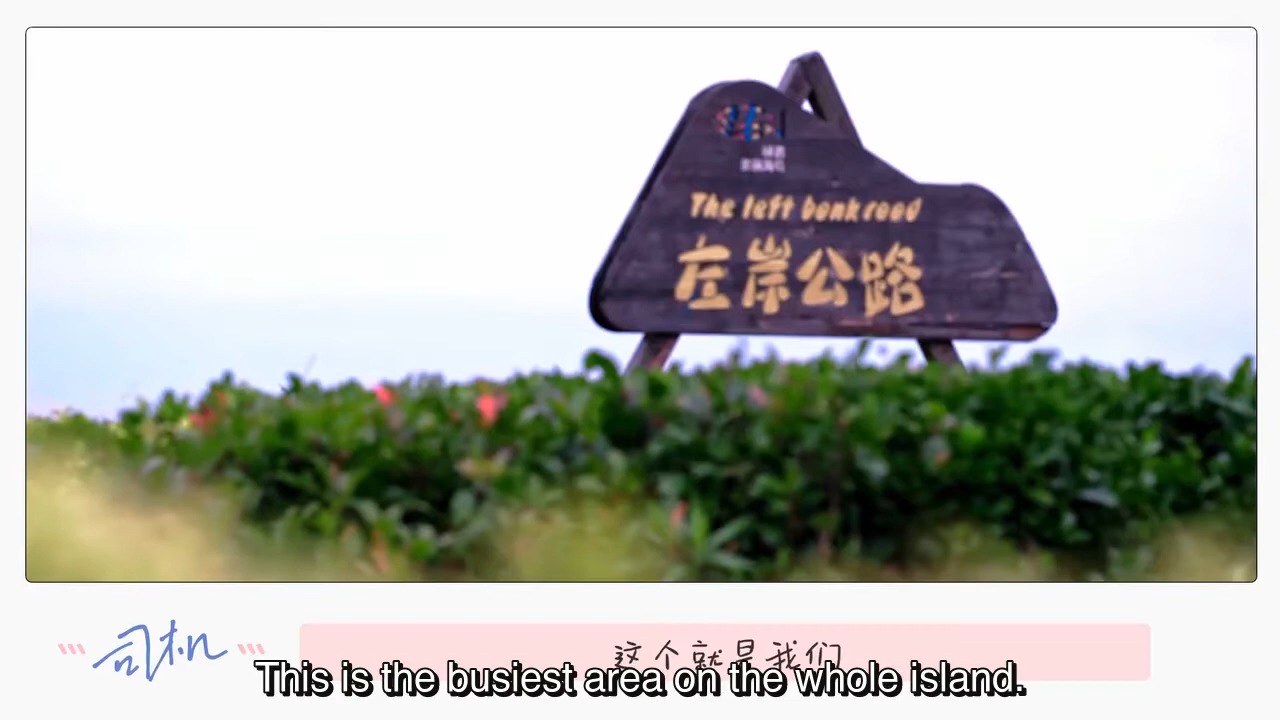 The left bank road
左岸公路
司机
这个就是我们
This is the busiest area on the whole island.